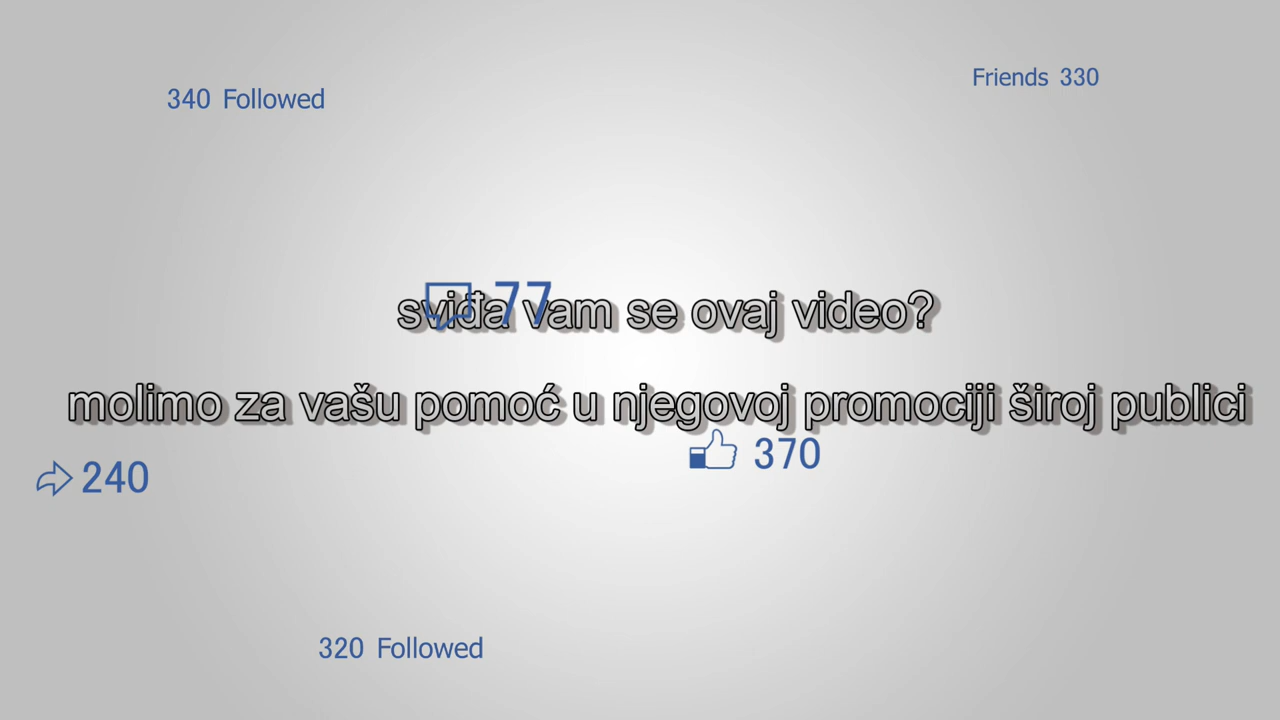 Friends 330
340 Followed
77
sviđa vam se ovaj video?
molimo za vašu pomoć u njegovoj promociji široj publici
370
240
320 Followed